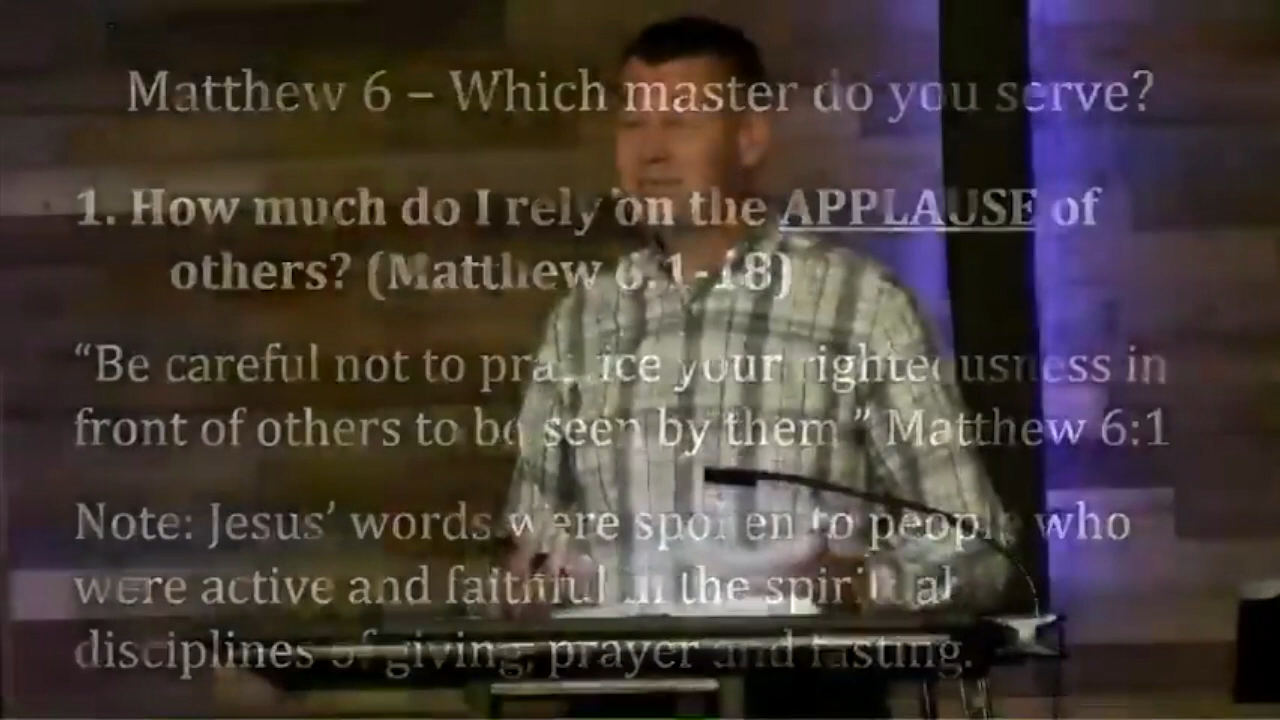 Matthew 6 – Which master do you serve?
1. How much do I rely on the APPLAUSE of
others? (Matthew 6:1-18)
“Be careful not to practice your righteousness in
front of others to be seen by them.” Matthew 6:1
Note: Jesus’ words were spoken to people who
were active and faithful in the spiritual
disciplines of giving, prayer and fasting.